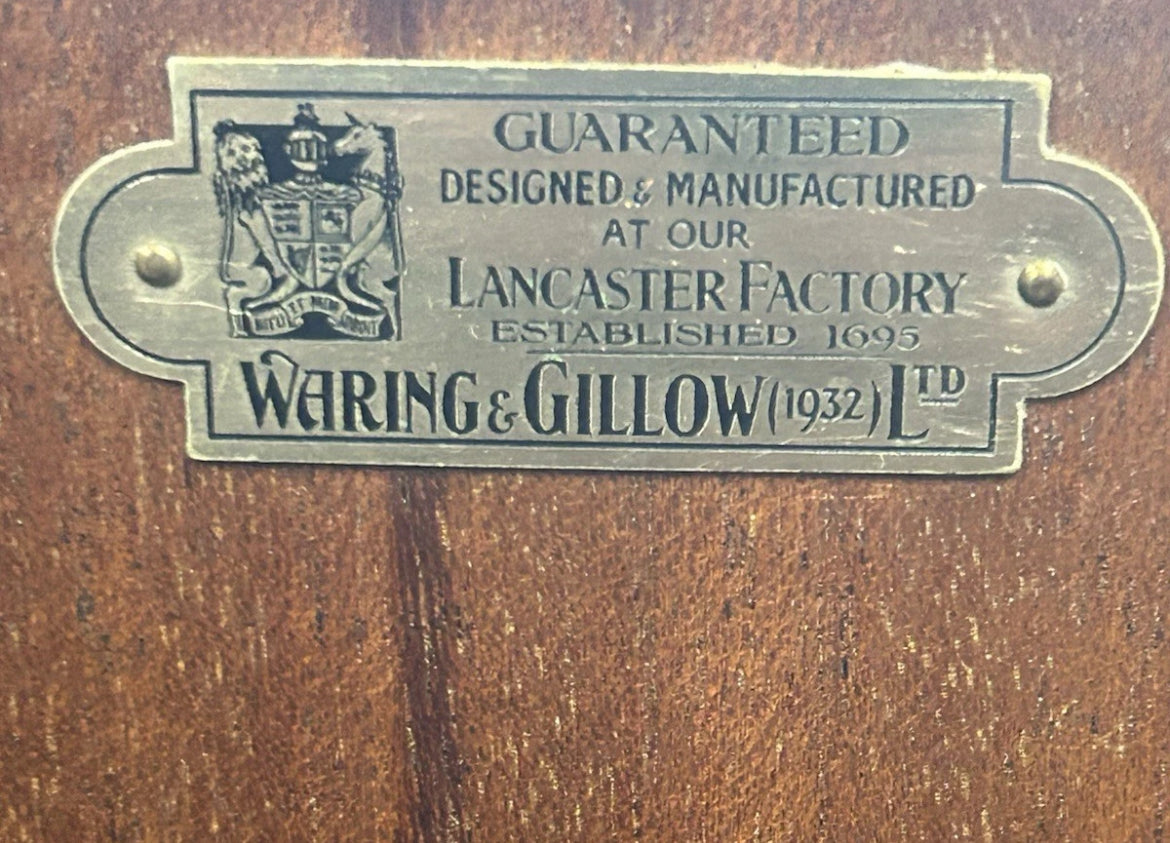 GUARANTEED
DESIGNED & MANUFACTURED
AT OUR
LANCASTER FACTORY
ESTABLISHED 1695
WARING & GILLOW (1932) LTD